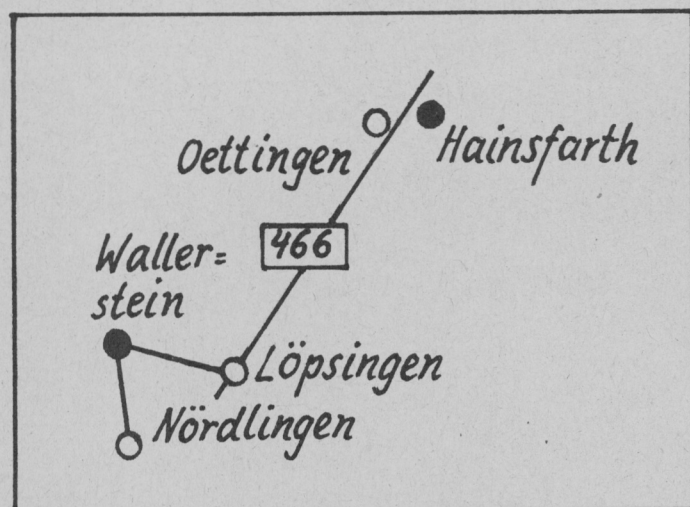 Oettingen
Hainsfarth
466
Waller=
stein
Löpsingen
Nördlingen